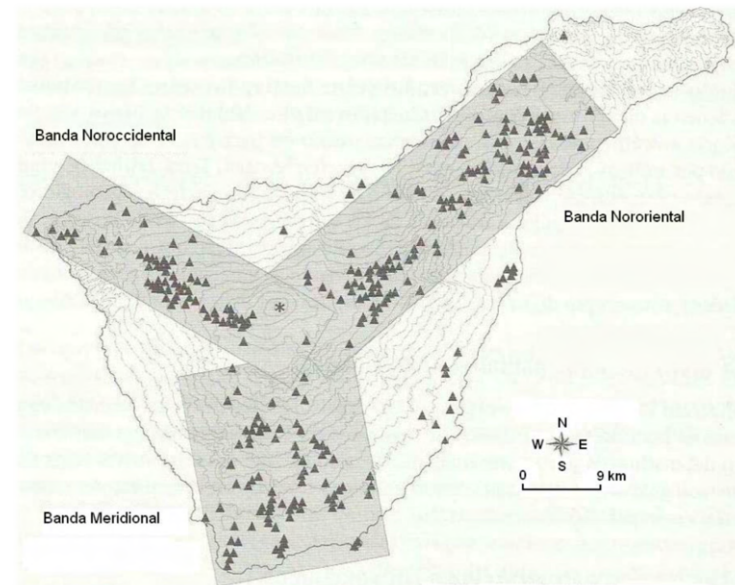 Banda Noroccidental
Banda Nororiental
N
W E
S
0 9 km
Banda Meridional